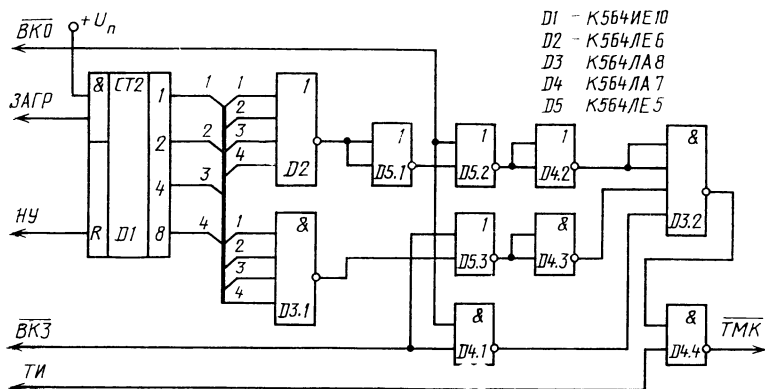 +Uп
ВК0
ЗАГР
НУ
ВКЗ
ТИ
& СТ2 1
2
4
R D1 8
1
2
3
4
1
2
3
4
1
D2
1
2
3
4
&
D3.1
1
D5.1
1
D5.2
1
D4.2
1
D5.3
&
D4.3
&
D4.1
&
D3.2
&
D4.4
ТМК
D1 – К564ИЕ10
D2 – К564ЛЕ6
D3 К564ЛА8
D4 К564ЛА7
D5 К564ЛЕ5